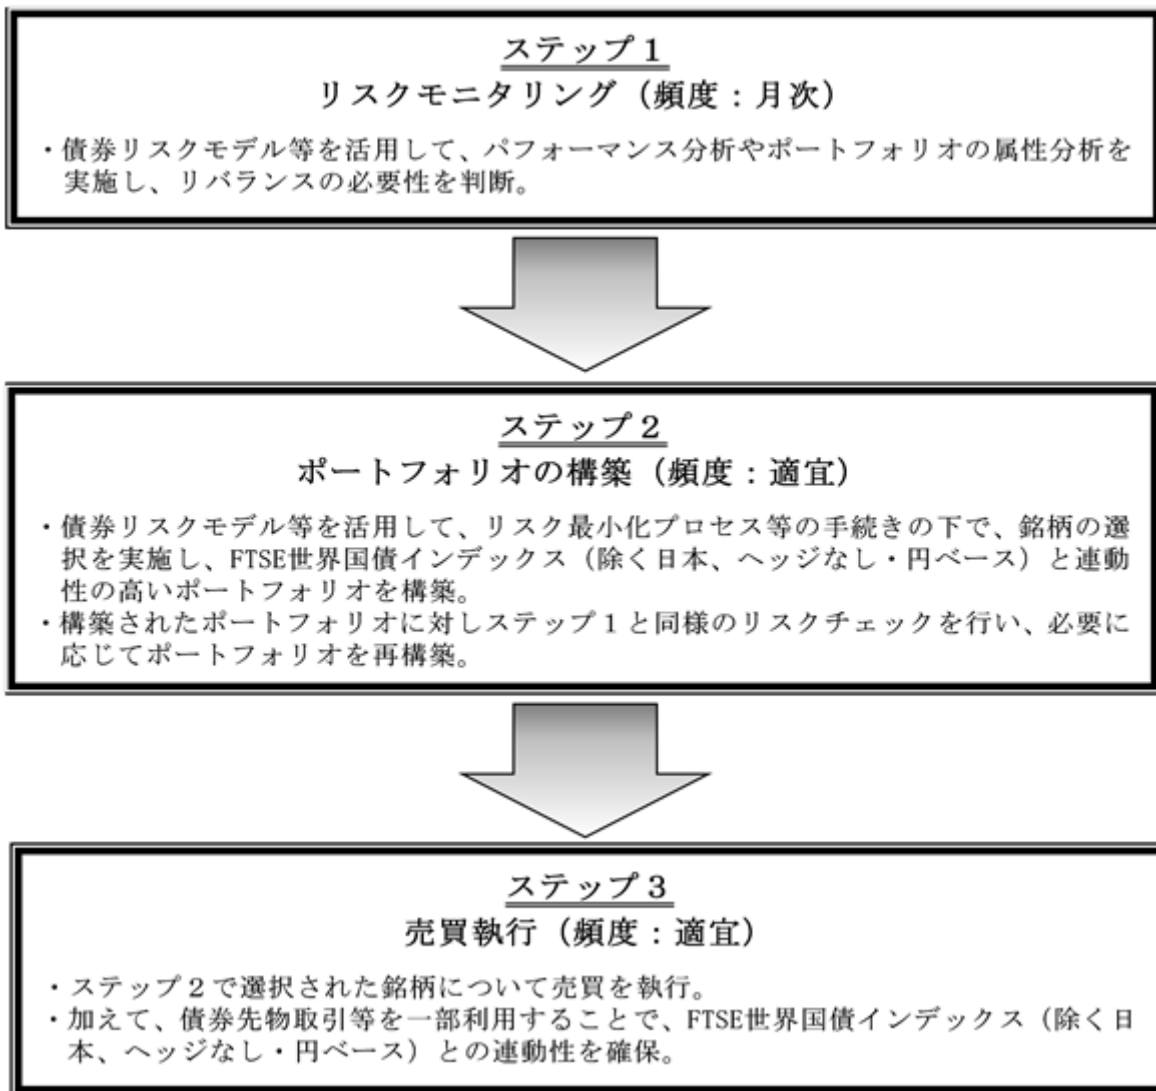 ステップ１
リスクモニタリング（頻度：月次）
・債券リスクモデル等を活用して、パフォーマンス分析やポートフォリオの属性分析を
実施し、リバランスの必要性を判断。
ステップ２
ポートフォリオの構築（頻度：適宜）
・債券リスクモデル等を活用して、リスク最小化プロセス等の手続きの下で、銘柄の選
択を実施し、FTSE世界国債インデックス（除く日本、ヘッジなし・円ベース）と連動
性の高いポートフォリオを構築。
・構築されたポートフォリオに対しステップ１と同様のリスクチェックを行い、必要に
応じてポートフォリオを再構築。
ステップ３
売買執行（頻度：適宜）
・ステップ２で選択された銘柄について売買を執行。
・加えて、債券先物取引等を一部利用することで、FTSE世界国債インデックス（除く日
本、ヘッジなし・円ベース）との連動性を確保。